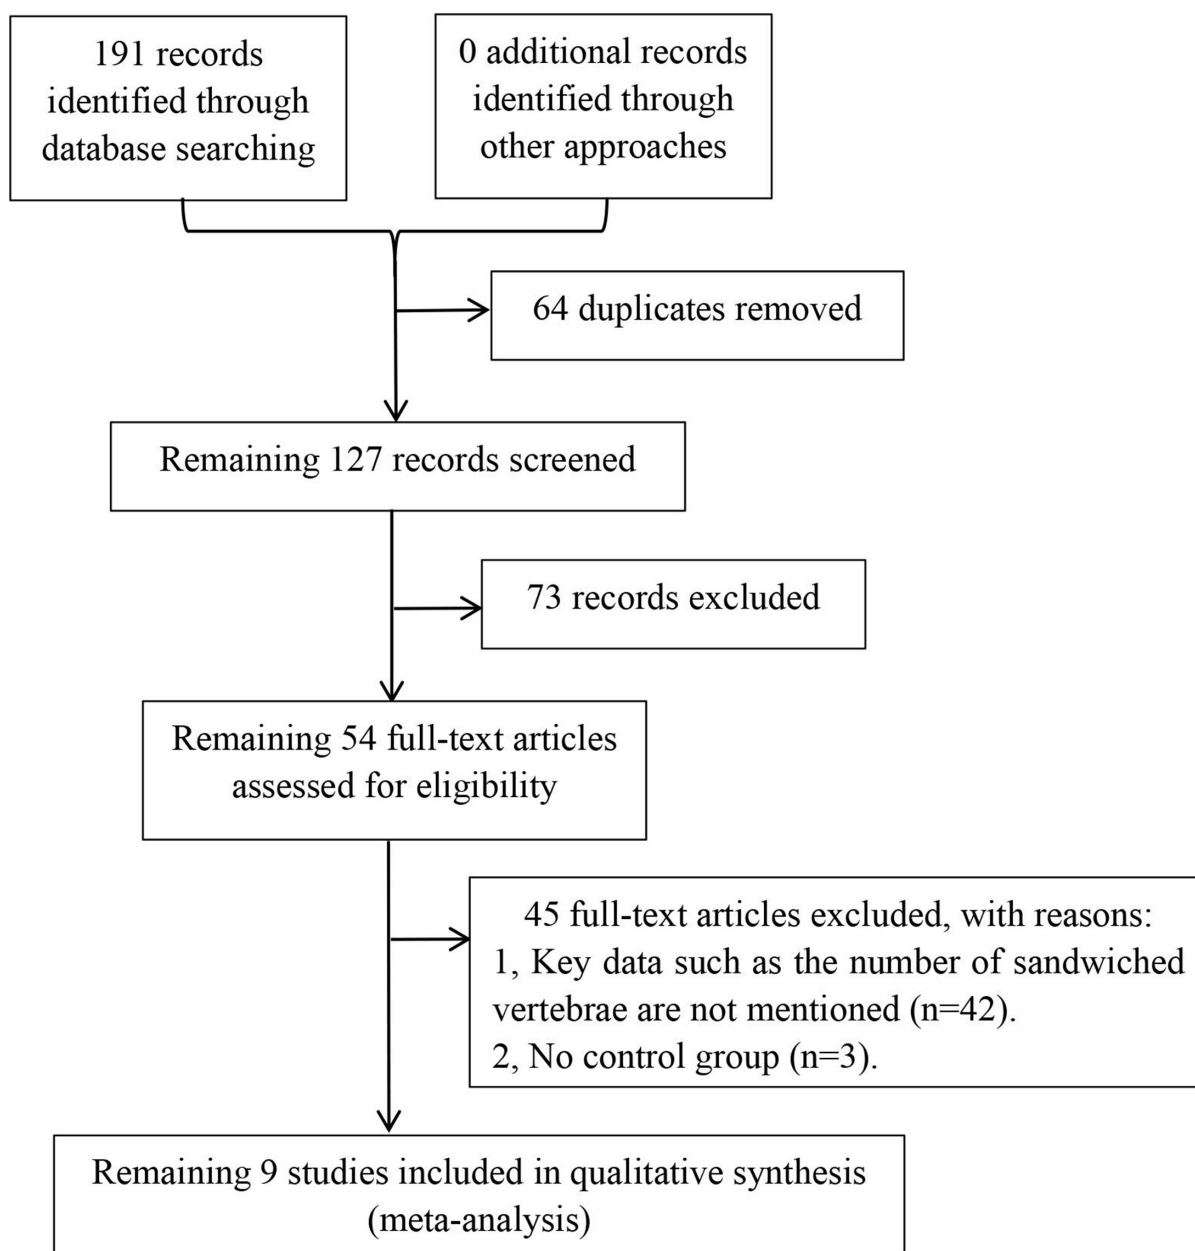 191 records
identified through
database searching
0 additional records
identified through
other approaches
64 duplicates removed
Remaining 127 records screened
73 records excluded
Remaining 54 full-text articles
assessed for eligibility
45 full-text articles excluded, with reasons:
1, Key data such as the number of sandwiched
vertebrae are not mentioned (n=42).
2, No control group (n=3).
Remaining 9 studies included in qualitative synthesis
(meta-analysis)